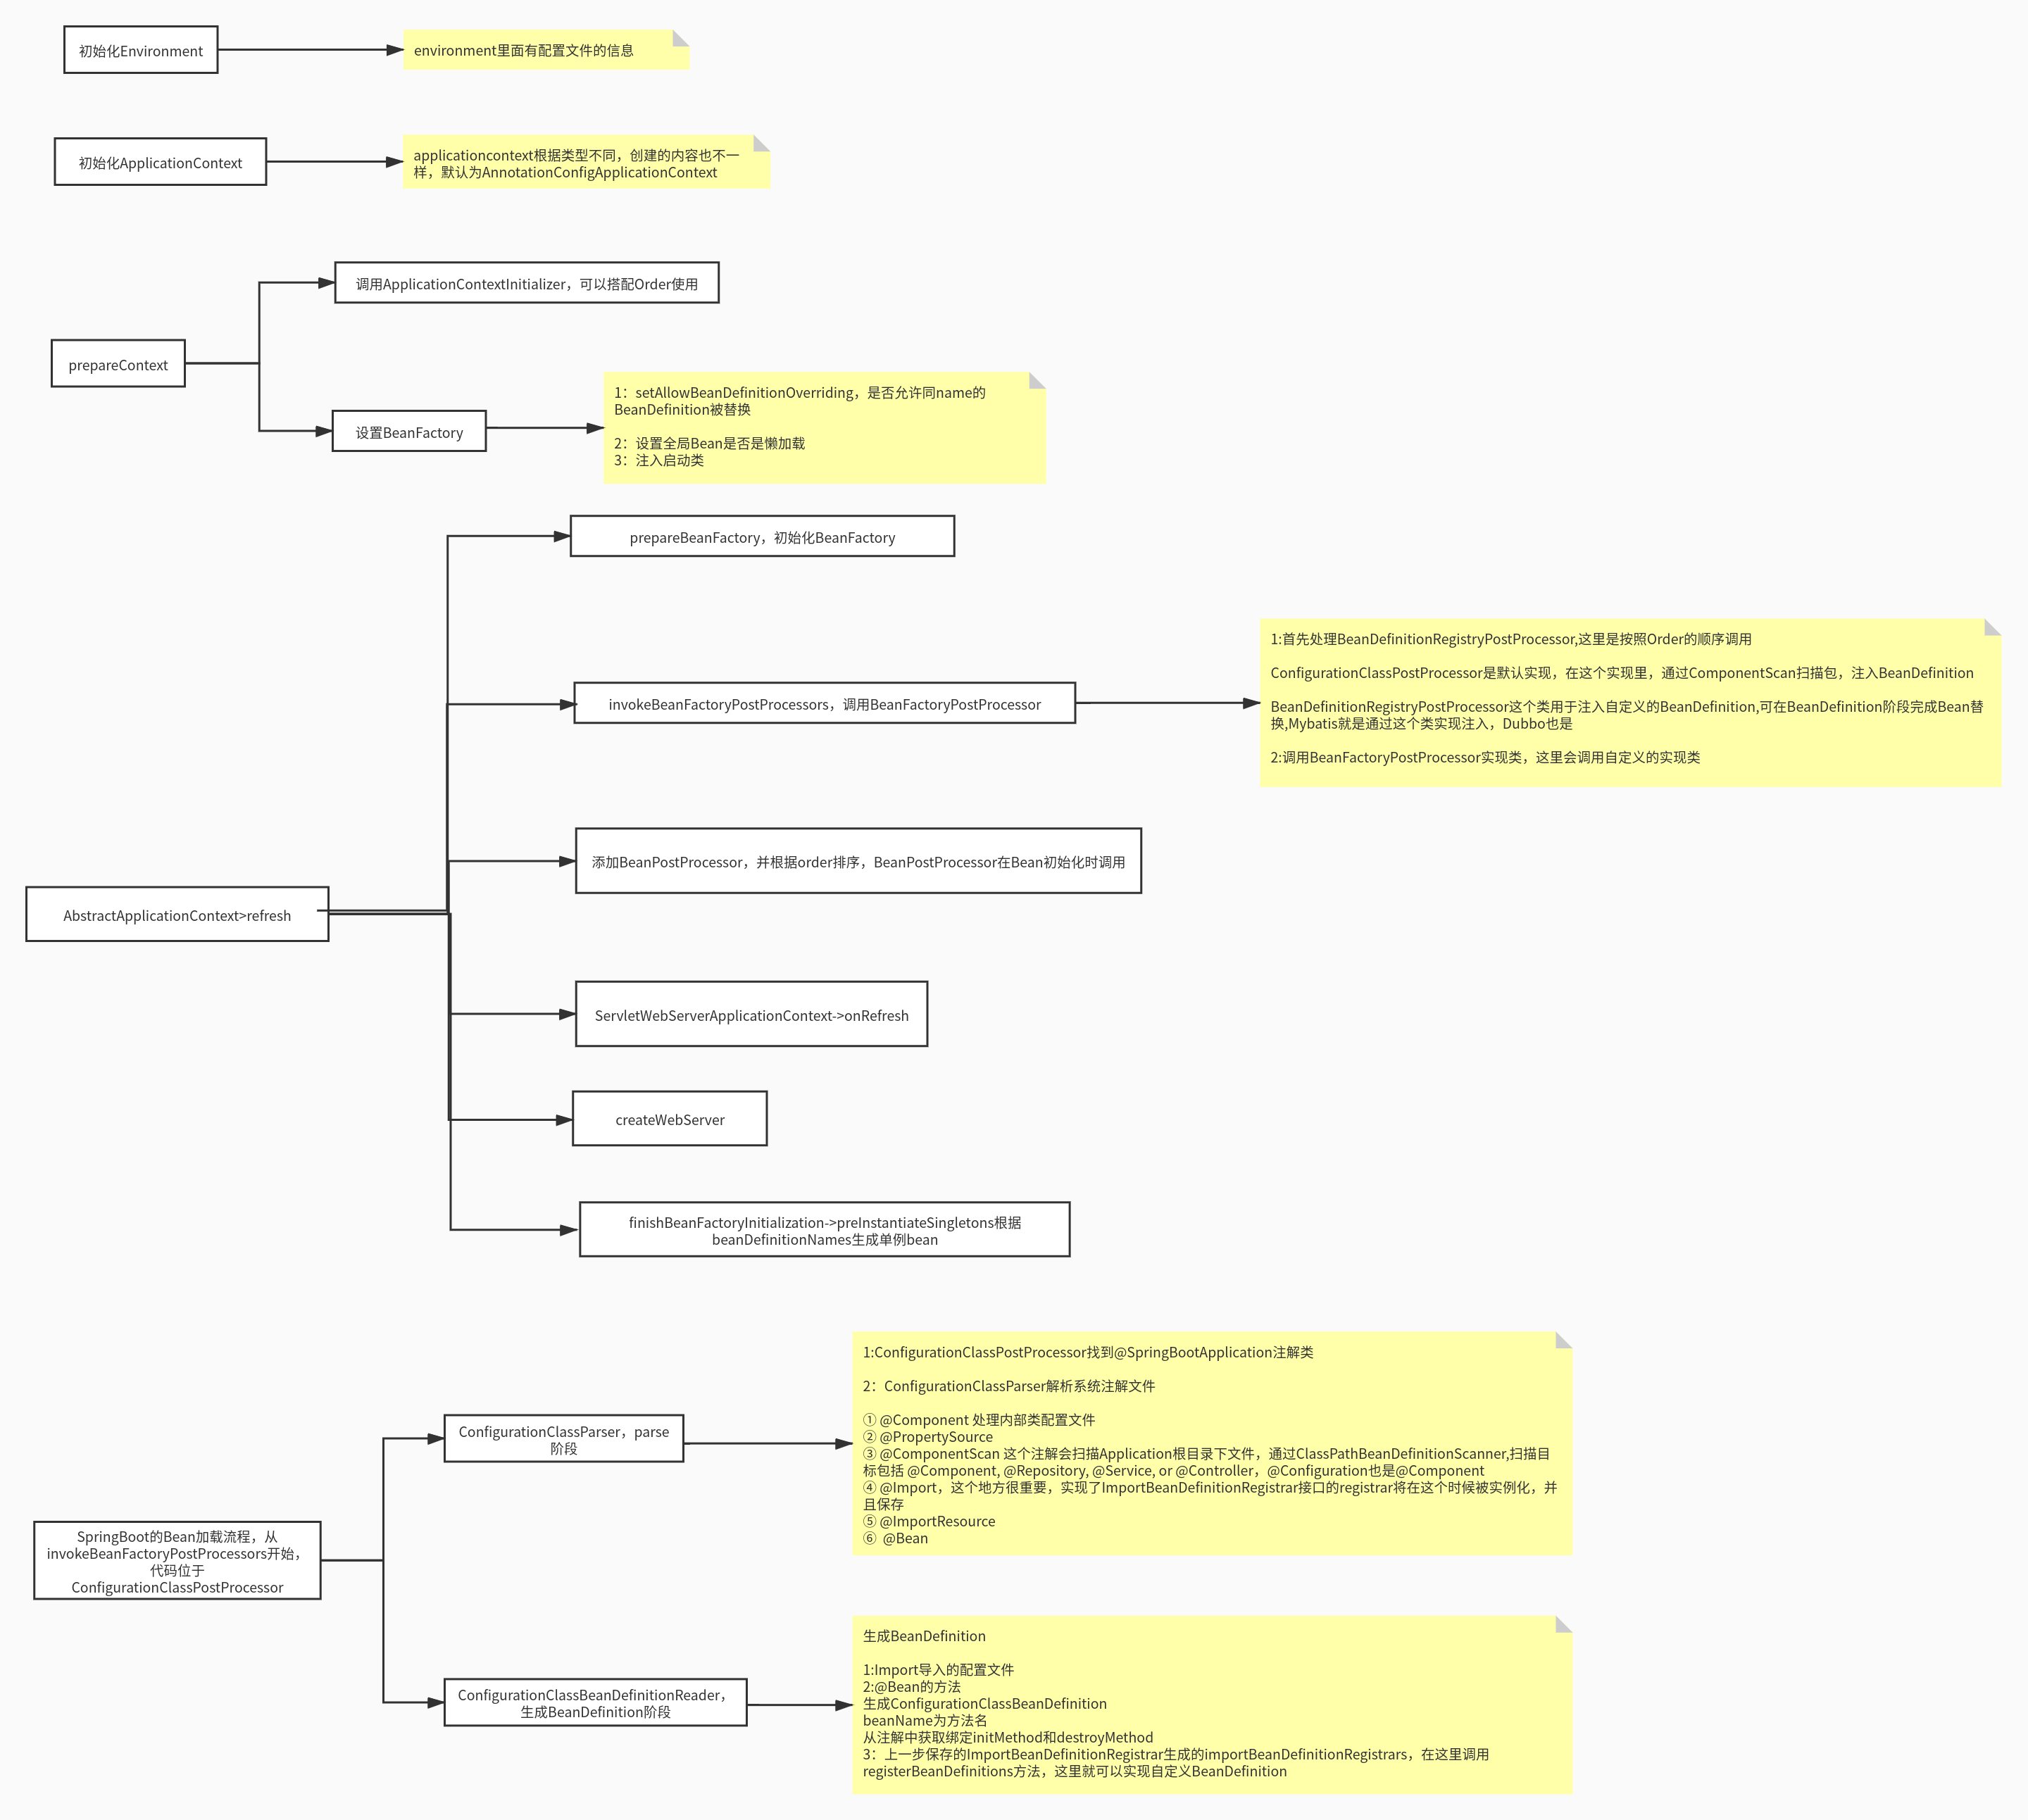 初始化Environment
environment里面有配置文件的信息
初始化ApplicationContext
applicationcontext根据类型不同，创建的内容也不一
样，默认为AnnotationConfigApplicationContext
调用ApplicationContextInitializer，可以搭配Order使用
prepareContext
设置BeanFactory
1：setAllowBeanDefinitionOverriding，是否允许同name的
BeanDefinition被替换
2：设置全局Bean是否是懒加载
3：注入启动类
prepareBeanFactory，初始化BeanFactory
invokeBeanFactoryPostProcessors，调用BeanFactoryPostProcessor
1:首先处理BeanDefinitionRegistryPostProcessor,这里是按照Order的顺序调用
ConfigurationClassPostProcessor是默认实现，在这个实现里，通过ComponentScan扫描包，注入BeanDefinition
BeanDefinitionRegistryPostProcessor这个类用于注入自定义的BeanDefinition,可在BeanDefinition阶段完成Bean替
换,Mybatis就是通过这个类实现注入，Dubbo也是
2:调用BeanFactoryPostProcessor实现类，这里会调用自定义的实现类
添加BeanPostProcessor，并根据order排序，BeanPostProcessor在Bean初始化时调用
AbstractApplicationContext>refresh
ServletWebServerApplicationContext->onRefresh
createWebServer
finishBeanFactoryInitialization->preInstantiateSingletons根据
beanDefinitionNames生成单例bean
1:ConfigurationClassPostProcessor找到@SpringBootApplication注解类
2：ConfigurationClassParser解析系统注解文件
① @Component 处理内部类配置文件
② @PropertySource
③ @ComponentScan 这个注解会扫描Application根目录下文件，通过ClassPathBeanDefinitionScanner,扫描目
标包括 @Component, @Repository, @Service, or @Controller，@Configuration也是@Component
④ @Import，这个地方很重要，实现了ImportBeanDefinitionRegistrar接口的registrar将在这个时候被实例化，并
且保存
⑤ @ImportResource
⑥ @Bean
ConfigurationClassParser，parse
阶段
SpringBoot的Bean加载流程，从
invokeBeanFactoryPostProcessors开始，
代码位于
ConfigurationClassPostProcessor
ConfigurationClassBeanDefinitionReader，
生成BeanDefinition阶段
生成BeanDefinition
1:Import导入的配置文件
2:@Bean的方法
生成ConfigurationClassBeanDefinition
beanName为方法名
从注解中获取绑定initMethod和destroyMethod
3：上一步保存的ImportBeanDefinitionRegistrar生成的importBeanDefinitionRegistrars，在这里调用
registerBeanDefinitions方法，这里就可以实现自定义BeanDefinition